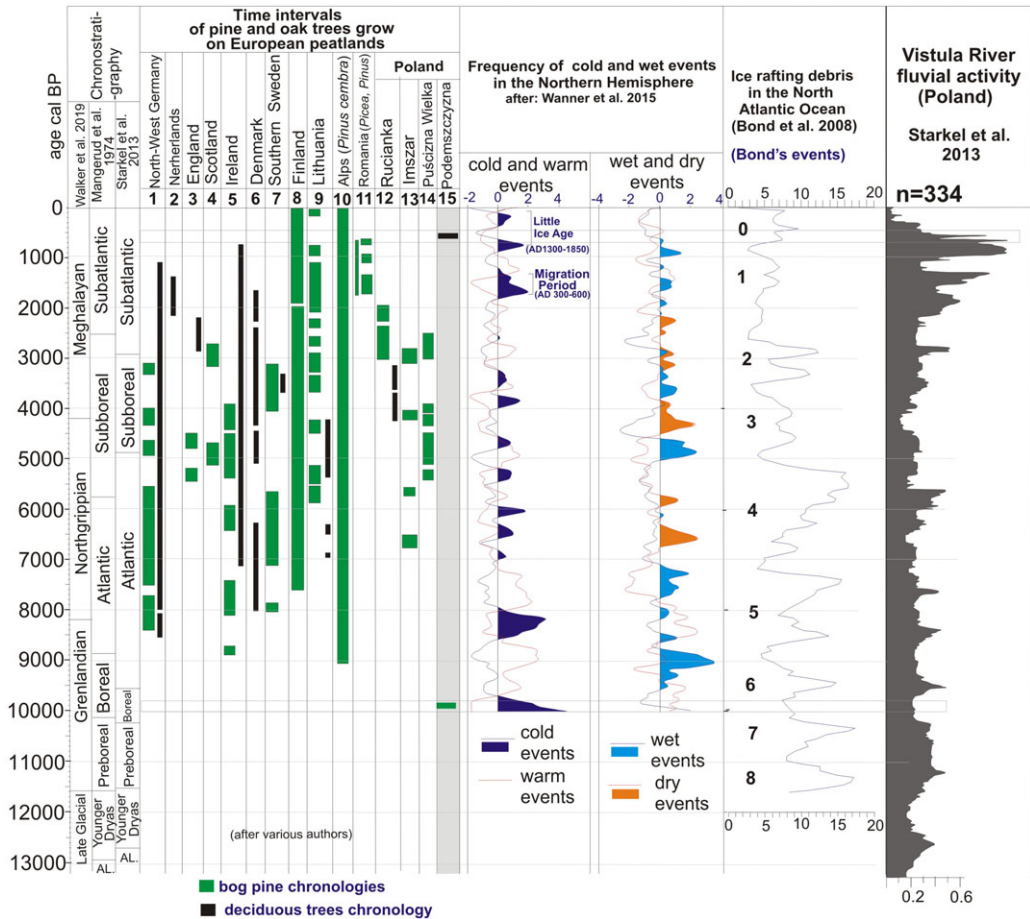 Time intervals
of pine and oak trees grow
on European peatlands
Chronostrati-
-graphy
age cal BP
Walker et al. 2019
Mangerud et al.
1974
Starkel et al.
2013
North-West Germany
Netherlands
England
Scotland
Ireland
Denmark
Southern Sweden
Finland
Lithuania
Alps (Pinus cembra)
Romania (Picea, Pinus)
Poland
Rucianka
Imszar
Puścizna Wielka
Podemszczyzna
1 2 3 4 5 6 7 8 9 10 11 12 13 14 15
Frequency of cold and wet events
in the Northern Hemisphere
after: Wanner et al. 2015
cold and warm
events
wet and dry
events
-2 0 2 4
-4 -2 0 2 4
Ice rafting debris
in the North
Atlantic Ocean
(Bond et al. 2008)
(Bond's events)
0 5 10 15 20
Vistula River
fluvial activity
(Poland)
Starkel et al.
2013
n=334
0
1000
2000
3000
4000
5000
6000
7000
8000
9000
10000
11000
12000
13000
Meghalayan
Northgrippian
Grenlandian
Late Glacial
Subatlantic
Subboreal
Atlantic
Boreal
Preboreal
Younger
Dryas
AL.
Subatlantic
Subboreal
Atlantic
Boreal
Preboreal
Younger
Dryas
AL.
Little
Ice Age
(AD1300-1850)
Migration
Period
(AD 300-600)
0
1
2
3
4
5
6
7
8
cold
events
warm
events
wet
events
dry
events
0 5 10 15 20
0.2 0.6
(after various authors)
bog pine chronologies
deciduous trees chronology